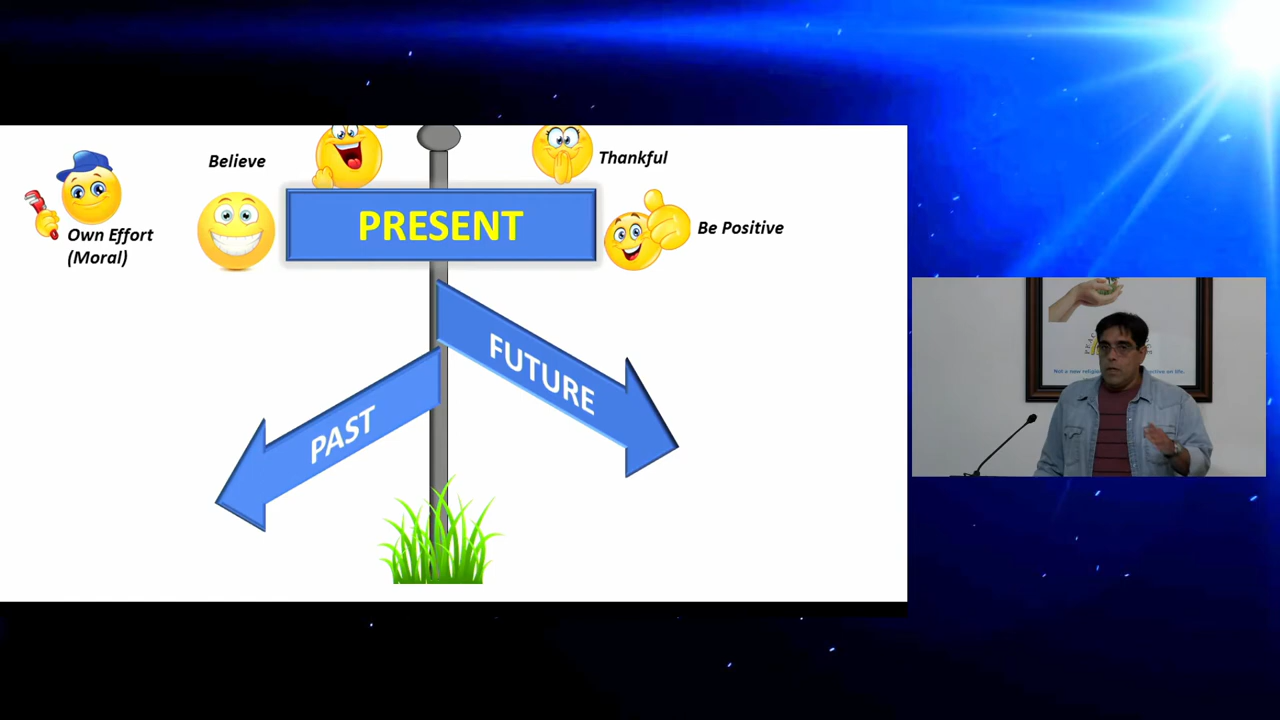 Believe
Thankful
PRESENT
Own Effort
(Moral)
Be Positive
FUTURE
PAST